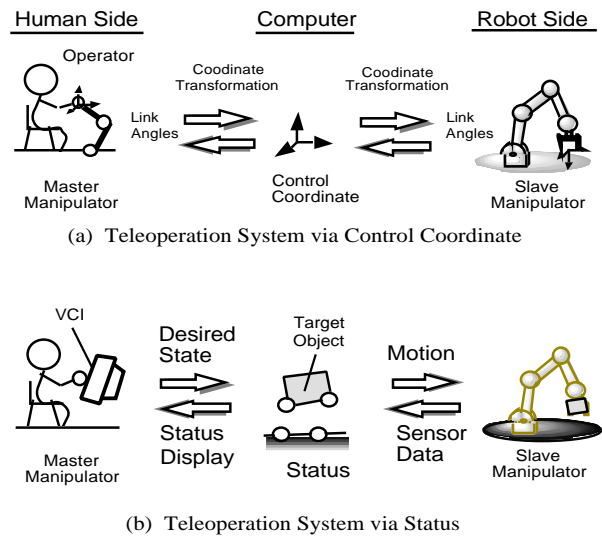 Human Side
Computer
Robot Side
Operator
Coodinate
Transformation
Coodinate
Transformation
Link
Angles
Link
Angles
Master
Manipulator
Control
Coordinate
Slave
Manipulator
(a) Teleoperation System via Control Coordinate
VCI
Desired
State
Target
Object
Motion
Status
Display
Sensor
Data
Master
Manipulator
Status
Slave
Manipulator
(b) Teleoperation System via Status